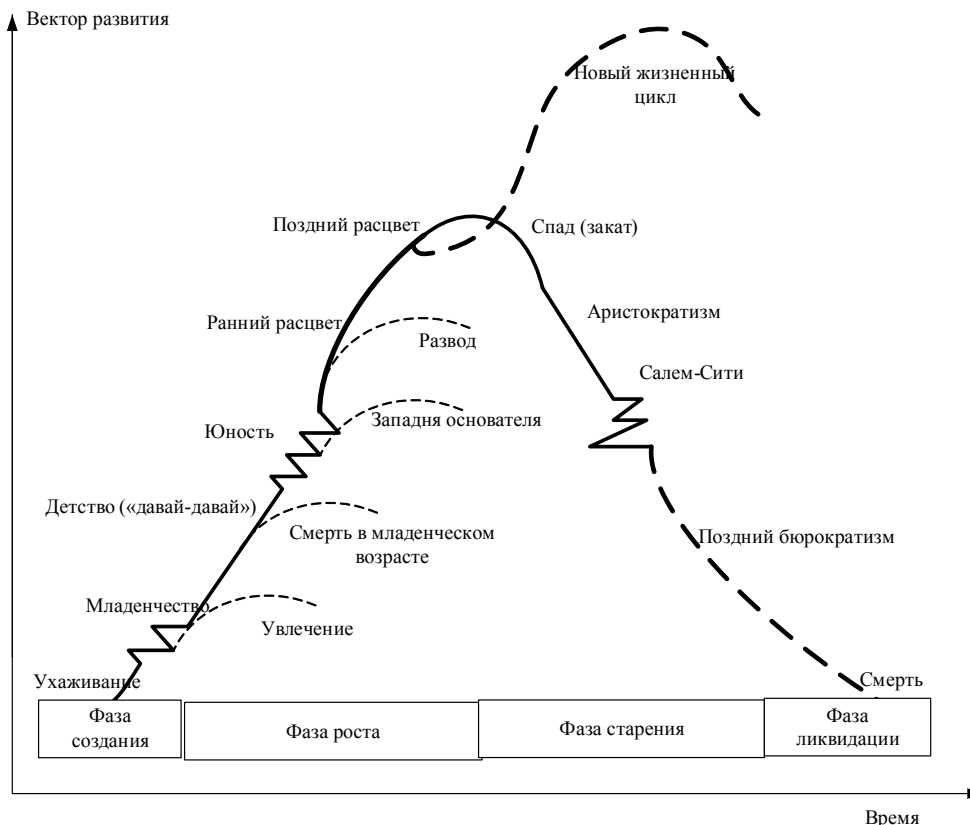 Вектор развития
Новый жизненный
цикл
Поздний расцвет
Спад (закат)
Аристократизм
Ранний расцвет
Развод
Салем-Сити
Западня основателя
Юность
Детство («давай-давай»)
Смерть в младенческом
возрасте
Поздний бюрократизм
Младенчество
Увлечение
Ухаживание
Смерть
Фаза
создания
Фаза роста
Фаза старения
Фаза
ликвидации
Время